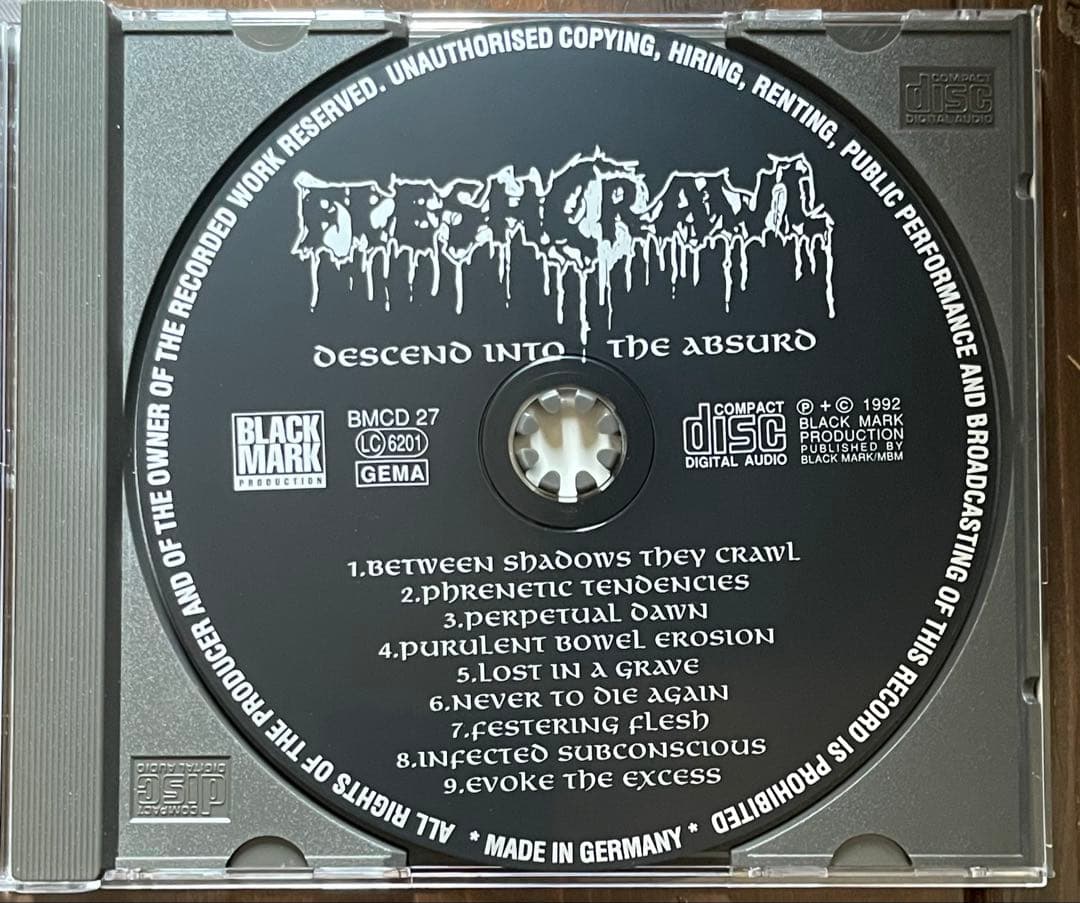 ALL RIGHTS OF THE PRODUCER AND OF THE OWNER OF THE RECORDED WORK RESERVED. UNAUTHORISED COPYING, HIRING, RENTING, PUBLIC PERFORMANCE AND BROADCASTING OF THIS RECORD IS PROHIBITED
* MADE IN GERMANY *
COMPACT
disc
DIGITAL AUDIO
FLESHCRAWL
DESCEND INTO THE ABSURD
BLACK
MARK
PRODUCTION
BMCD 27
LC 6201
GEMA
COMPACT
disc
DIGITAL AUDIO
Ⓟ + © 1992
BLACK MARK
PRODUCTION
PUBLISHED BY
BLACK MARK/MBM
1.BETWEEN SHADOWS THEY CRAWL
2.PHRENETIC TENDENCIES
3.PERPETUAL DAWN
4.PURULENT BOWEL EROSION
5.LOST IN A GRAVE
6.NEVER TO DIE AGAIN
7.FESTERING FLESH
8.INFECTED SUBCONSCIOUS
9.EVOKE THE EXCESS
COMPACT
disc
DIGITAL AUDIO